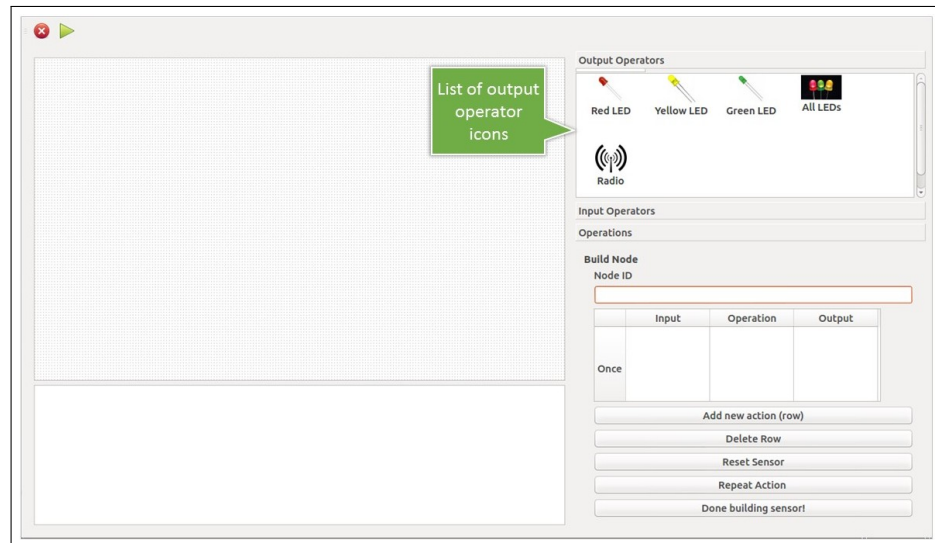 Output Operators
List of output
operator
icons
Red LED
Yellow LED
Green LED
All LEDs
Radio
Input Operators
Operations
Build Node
Node ID
Input
Operation
Output
Once
Add new action (row)
Delete Row
Reset Sensor
Repeat Action
Done building sensor!